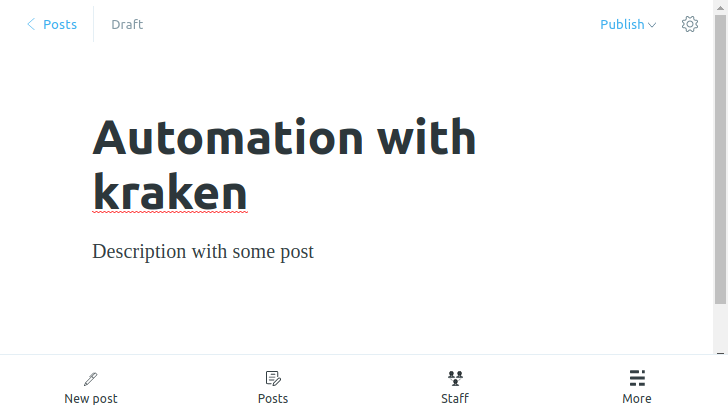 Posts
Draft
Publish
Automation with
kraken
Description with some post
New post
Posts
Staff
More